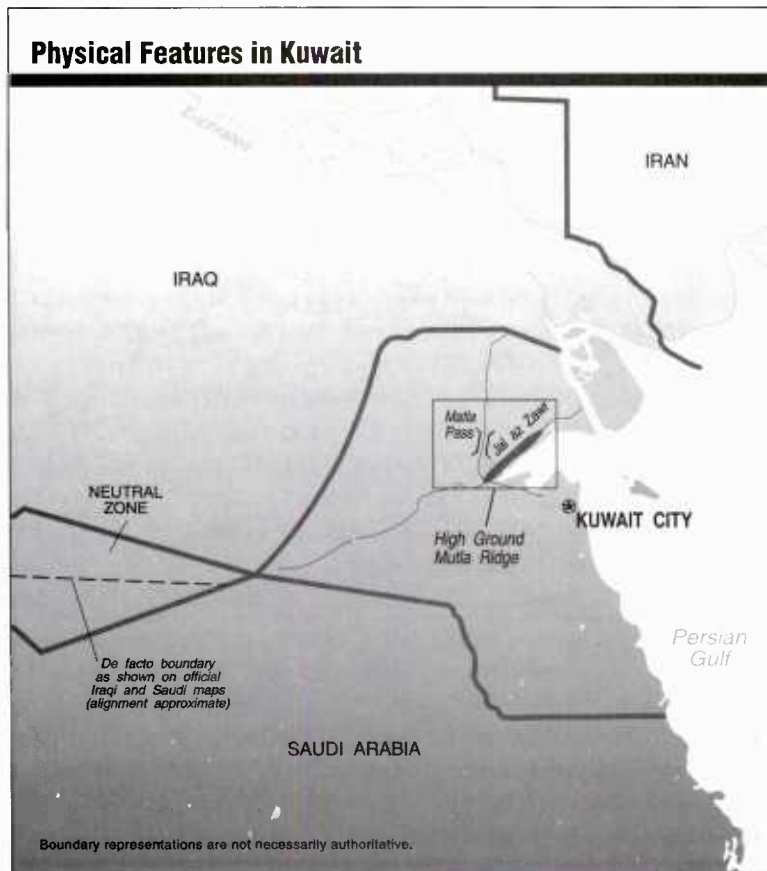 Physical Features in Kuwait
Euphrates
IRAN
IRAQ
Matla
Pass
Jal az Zawr
NEUTRAL
ZONE
KUWAIT CITY
High Ground
Mutla Ridge
Persian
Gulf
De facto boundary
as shown on official
Iraqi and Saudi maps
(alignment approximate)
SAUDI ARABIA
Boundary representations are not necessarily authoritative.